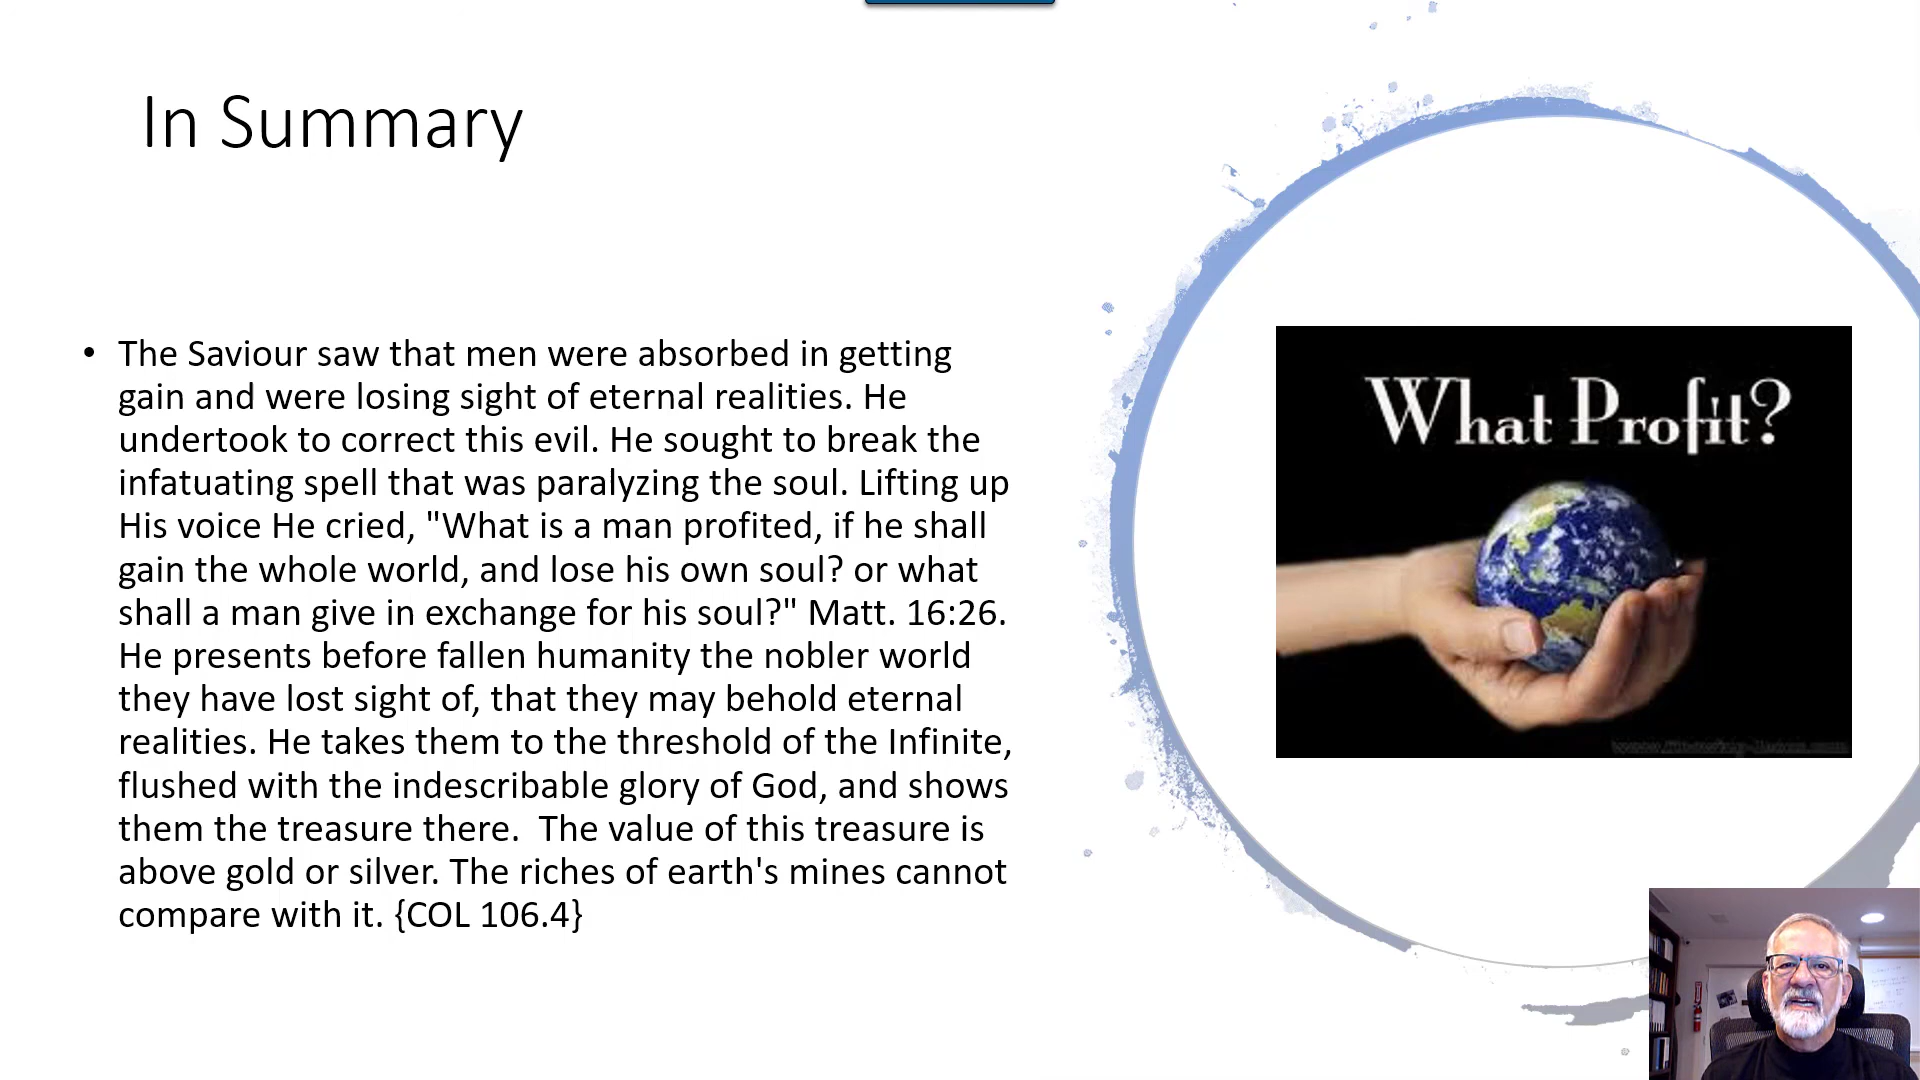 In Summary
• The Saviour saw that men were absorbed in getting
gain and were losing sight of eternal realities. He
undertook to correct this evil. He sought to break the
infatuating spell that was paralyzing the soul. Lifting up
His voice He cried, "What is a man profited, if he shall
gain the whole world, and lose his own soul? or what
shall a man give in exchange for his soul?" Matt. 16:26.
He presents before fallen humanity the nobler world
they have lost sight of, that they may behold eternal
realities. He takes them to the threshold of the Infinite,
flushed with the indescribable glory of God, and shows
them the treasure there.  The value of this treasure is
above gold or silver. The riches of earth's mines cannot
compare with it. {COL 106.4}
What Profit?